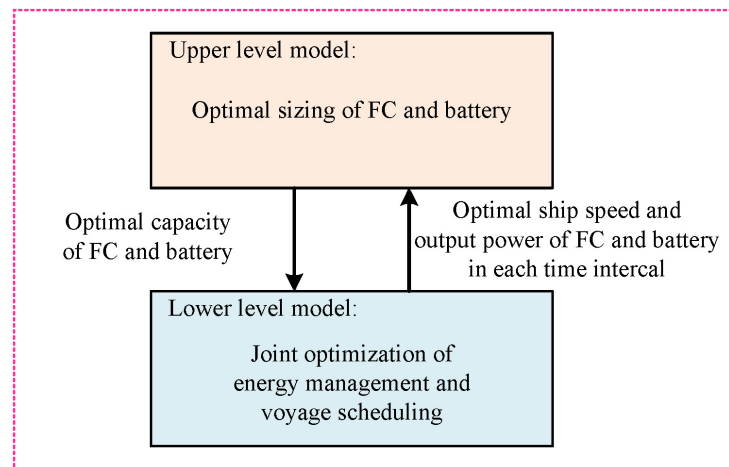 Upper level model:
Optimal sizing of FC and battery
Optimal capacity
of FC and battery
Optimal ship speed and
output power of FC and battery
in each time intercal
Lower level model:
Joint optimization of
energy management and
voyage scheduling